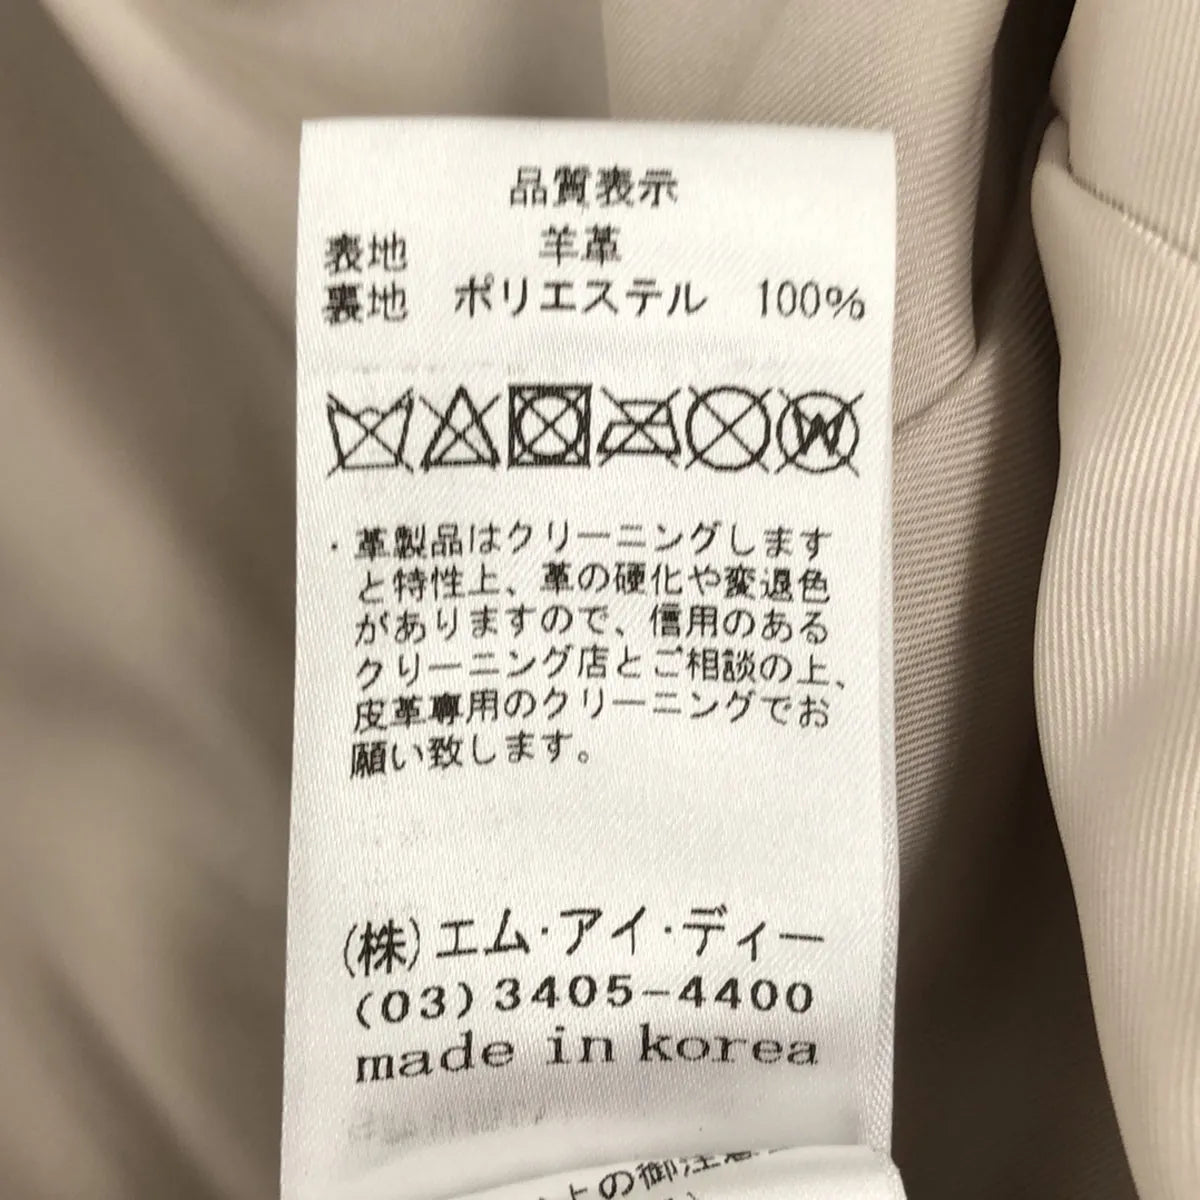 品質表示
表地 羊革
裏地 ポリエステル 100%
・革製品はクリーニングします
と特性上、革の硬化や変退色
がありますので、信用のある
クリーニング店とご相談の上、
皮革専用のクリーニングでお
願い致します。
(株)エム・アイ・ディー
(03)3405-4400
made in korea
上の御注意